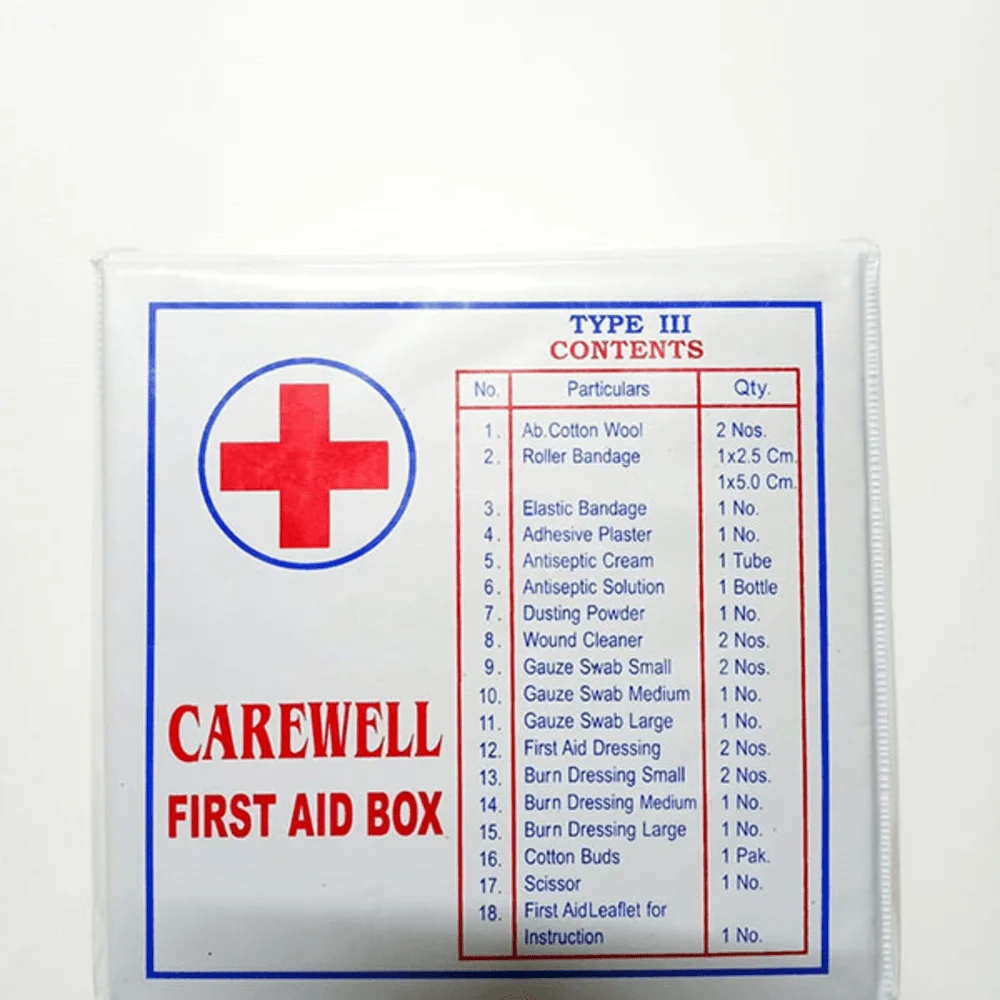 TYPE III
CONTENTS
No. Particulars Qty.
1. Ab.Cotton Wool 2 Nos.
2. Roller Bandage 1x2.5 Cm.
1x5.0 Cm.
3. Elastic Bandage 1 No.
4. Adhesive Plaster 1 No.
5. Antiseptic Cream 1 Tube
6. Antiseptic Solution 1 Bottle
7. Dusting Powder 1 No.
8. Wound Cleaner 2 Nos.
9. Gauze Swab Small 2 Nos.
10. Gauze Swab Medium 1 No.
11. Gauze Swab Large 1 No.
12. First Aid Dressing 2 Nos.
13. Burn Dressing Small 2 Nos.
14. Burn Dressing Medium 1 No.
15. Burn Dressing Large 1 No.
16. Cotton Buds 1 Pak.
17. Scissor 1 No.
18. First AidLeaflet for
Instruction 1 No.
CAREWELL
FIRST AID BOX